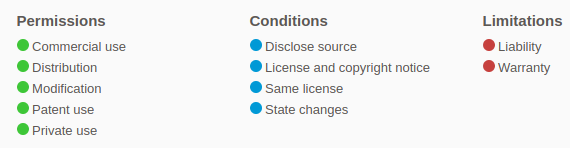 Permissions
Commercial use
Distribution
Modification
Patent use
Private use
Conditions
Disclose source
License and copyright notice
Same license
State changes
Limitations
Liability
Warranty